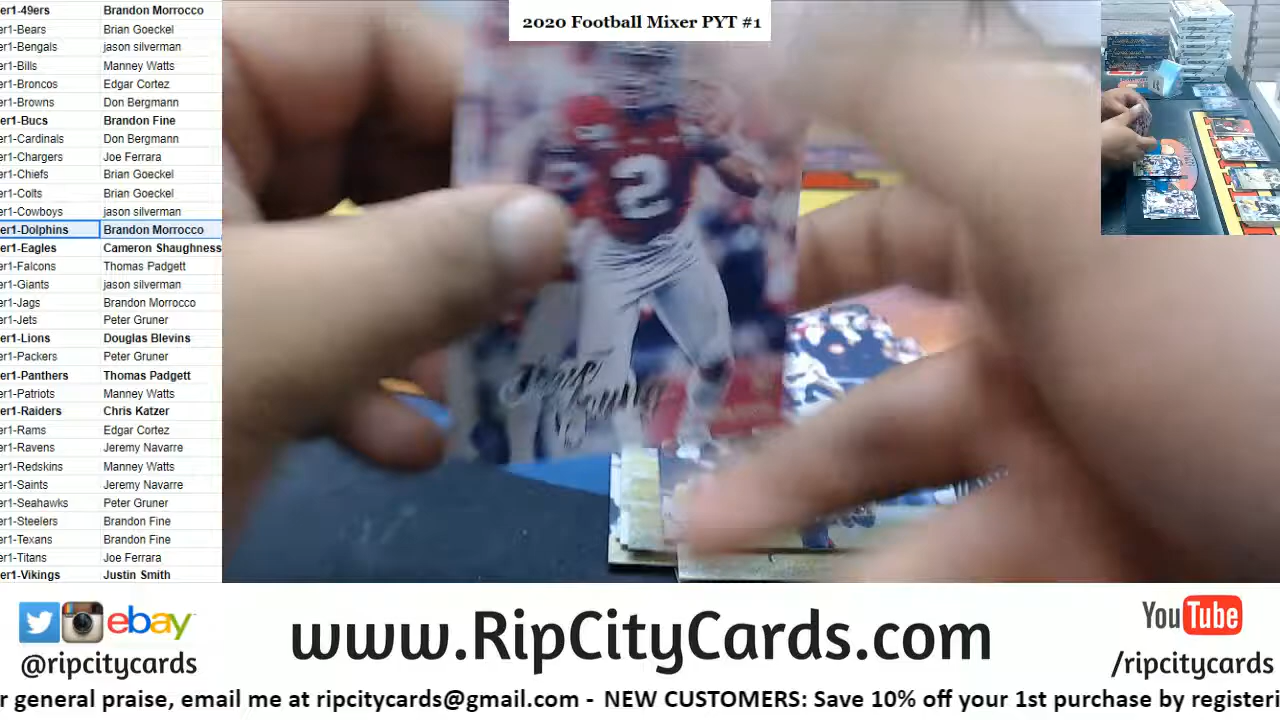 2020 Football Mixer PYT #1
er1-49ers Brandon Morrocco
er1-Bears Brian Goeckel
er1-Bengals jason silverman
er1-Bills Manney Watts
er1-Broncos Edgar Cortez
er1-Browns Don Bergmann
er1-Bucs Brandon Fine
er1-Cardinals Don Bergmann
er1-Chargers Joe Ferrara
er1-Chiefs Brian Goeckel
er1-Colts Brian Goeckel
er1-Cowboys jason silverman
er1-Dolphins Brandon Morrocco
er1-Eagles Cameron Shaughness
er1-Falcons Thomas Padgett
er1-Giants jason silverman
er1-Jags Brandon Morrocco
er1-Jets Peter Gruner
er1-Lions Douglas Blevins
er1-Packers Peter Gruner
er1-Panthers Thomas Padgett
er1-Patriots Manney Watts
er1-Raiders Chris Katzer
er1-Rams Edgar Cortez
er1-Ravens Jeremy Navarre
er1-Redskins Manney Watts
er1-Saints Jeremy Navarre
er1-Seahawks Peter Gruner
er1-Steelers Brandon Fine
er1-Texans Brandon Fine
er1-Titans Joe Ferrara
er1-Vikings Justin Smith
2
Young
ebay
@ripcitycards
www.RipCityCards.com
YouTube
/ripcitycards
r general praise, email me at ripcitycards@gmail.com - NEW CUSTOMERS: Save 10% off your 1st purchase by registeri